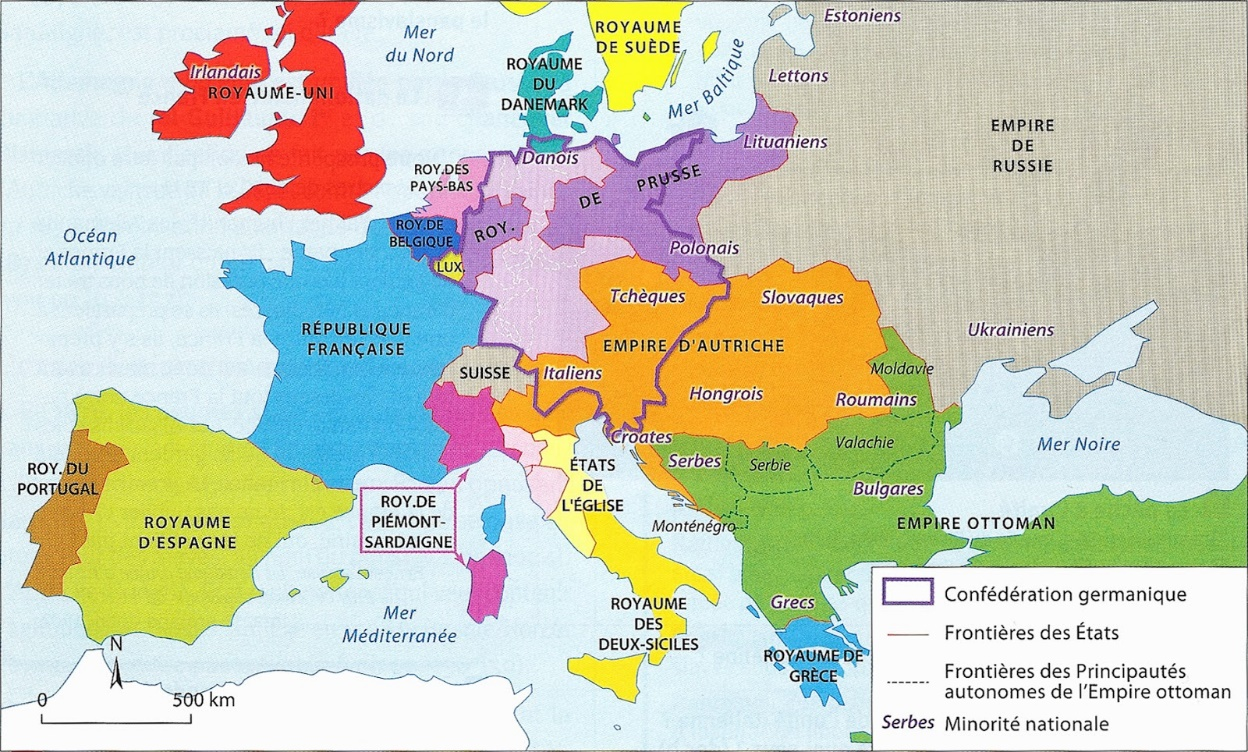 Estoniens
Mer
du Nord
ROYAUME
DE SUÈDE
Irlandais
ROYAUME-UNI
ROYAUME
DU
DANEMARK
Mer Baltique
Lettons
Lituaniens
EMPIRE
DE
RUSSIE
Danois
ROY.DES
PAYS-BAS
ROY. DE PRUSSE
ROY.DE
BELGIQUE
LUX.
Océan
Atlantique
Polonais
Tchèques
Slovaques
Ukrainiens
RÉPUBLIQUE
FRANÇAISE
EMPIRE D'AUTRICHE
SUISSE
Italiens
Moldavie
Hongrois
Roumains
Croates
Valachie
Mer Noire
Serbes
Serbie
ROY. DU
PORTUGAL
ÉTATS
DE
L'ÉGLISE
Bulgares
ROY.DE
PIÉMONT-
SARDAIGNE
ROYAUME
D'ESPAGNE
Monténégro
EMPIRE OTTOMAN
Mer
Méditerranée
ROYAUME
DES
DEUX-SICILES
Grecs
ROYAUME DE
GRÈCE
N
0 500 km
Confédération germanique
Frontières des États
Frontières des Principautés
autonomes de l'Empire ottoman
Serbes Minorité nationale